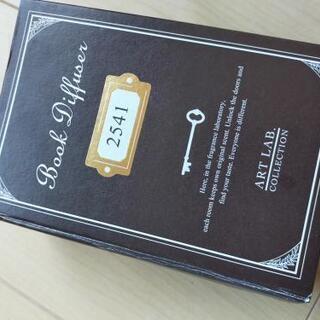 Book Diffuser
2541
Here, in the fragrance laboratory,
each room keeps own original scent. Unlock the doors and
find your taste. Everyone is different.
ART LAB.
COLLECTION